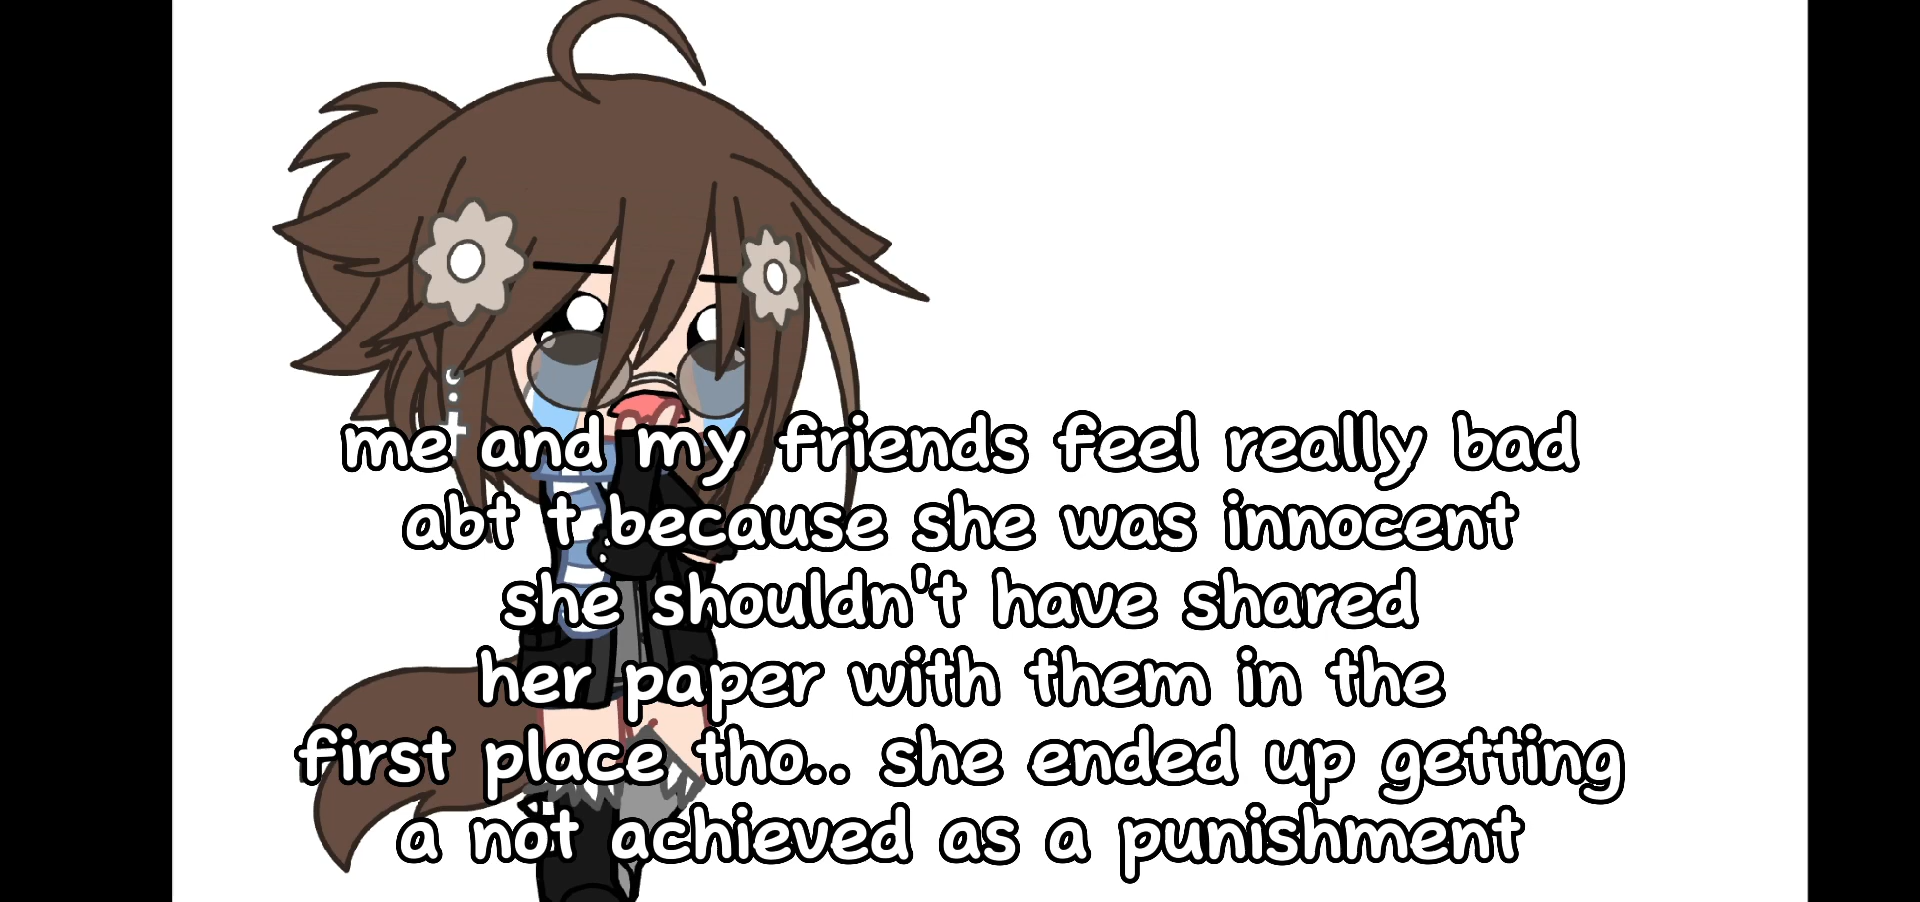 me and my friends feel really bad
abt t because she was innocent
she shouldn't have shared
her paper with them in the
first place tho.. she ended up getting
a not achieved as a punishment